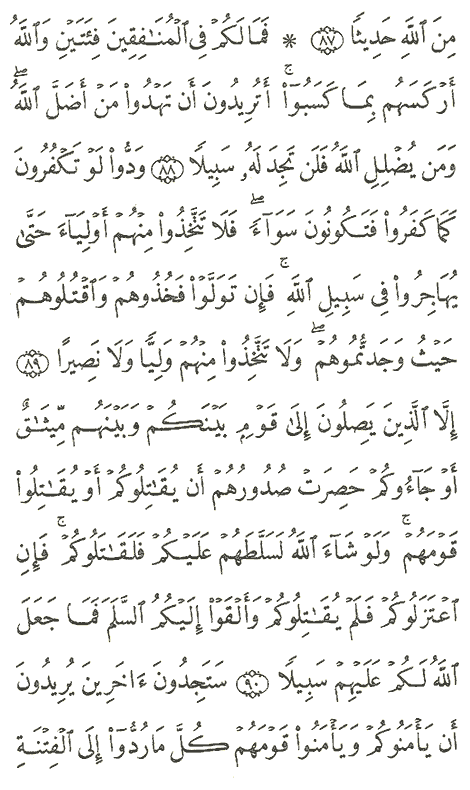 مِنَ ٱللَّهِ حَدِيثًا ۝٨٧ ۞ فَمَا لَكُمۡ فِي ٱلۡمُنَٰفِقِينَ فِئَتَيۡنِ وَٱللَّهُ
أَرۡكَسَهُم بِمَا كَسَبُوٓاْۚ أَتُرِيدُونَ أَن تَهۡدُواْ مَنۡ أَضَلَّ ٱللَّهُۖ
وَمَن يُضۡلِلِ ٱللَّهُ فَلَن تَجِدَ لَهُۥ سَبِيلٗا ۝٨٨ وَدُّواْ لَوۡ تَكۡفُرُونَ
كَمَا كَفَرُواْ فَتَكُونُونَ سَوَآءٗۖ فَلَا تَتَّخِذُواْ مِنۡهُمۡ أَوۡلِيَآءَ حَتَّىٰ
يُهَاجِرُواْ فِي سَبِيلِ ٱللَّهِۚ فَإِن تَوَلَّوۡاْ فَخُذُوهُمۡ وَٱقۡتُلُوهُمۡ
حَيۡثُ وَجَدتُّمُوهُمۡۖ وَلَا تَتَّخِذُواْ مِنۡهُمۡ وَلِيّٗا وَلَا نَصِيرًا ۝٨٩
إِلَّا ٱلَّذِينَ يَصِلُونَ إِلَىٰ قَوۡمِۭ بَيۡنَكُمۡ وَبَيۡنَهُم مِّيثَٰقٌ
أَوۡ جَآءُوكُمۡ حَصِرَتۡ صُدُورُهُمۡ أَن يُقَٰتِلُوكُمۡ أَوۡ يُقَٰتِلُواْ
قَوۡمَهُمۡۚ وَلَوۡ شَآءَ ٱللَّهُ لَسَلَّطَهُمۡ عَلَيۡكُمۡ فَلَقَٰتَلُوكُمۡۚ فَإِنِ
ٱعۡتَزَلُوكُمۡ فَلَمۡ يُقَٰتِلُوكُمۡ وَأَلۡقَوۡاْ إِلَيۡكُمُ ٱلسَّلَمَ فَمَا جَعَلَ
ٱللَّهُ لَكُمۡ عَلَيۡهِمۡ سَبِيلٗا ۝٩٠ سَتَجِدُونَ ءَاخَرِينَ يُرِيدُونَ
أَن يَأۡمَنُوكُمۡ وَيَأۡمَنُواْ قَوۡمَهُمۡ كُلَّ مَا رُدُّوٓاْ إِلَى ٱلۡفِتۡنَةِ